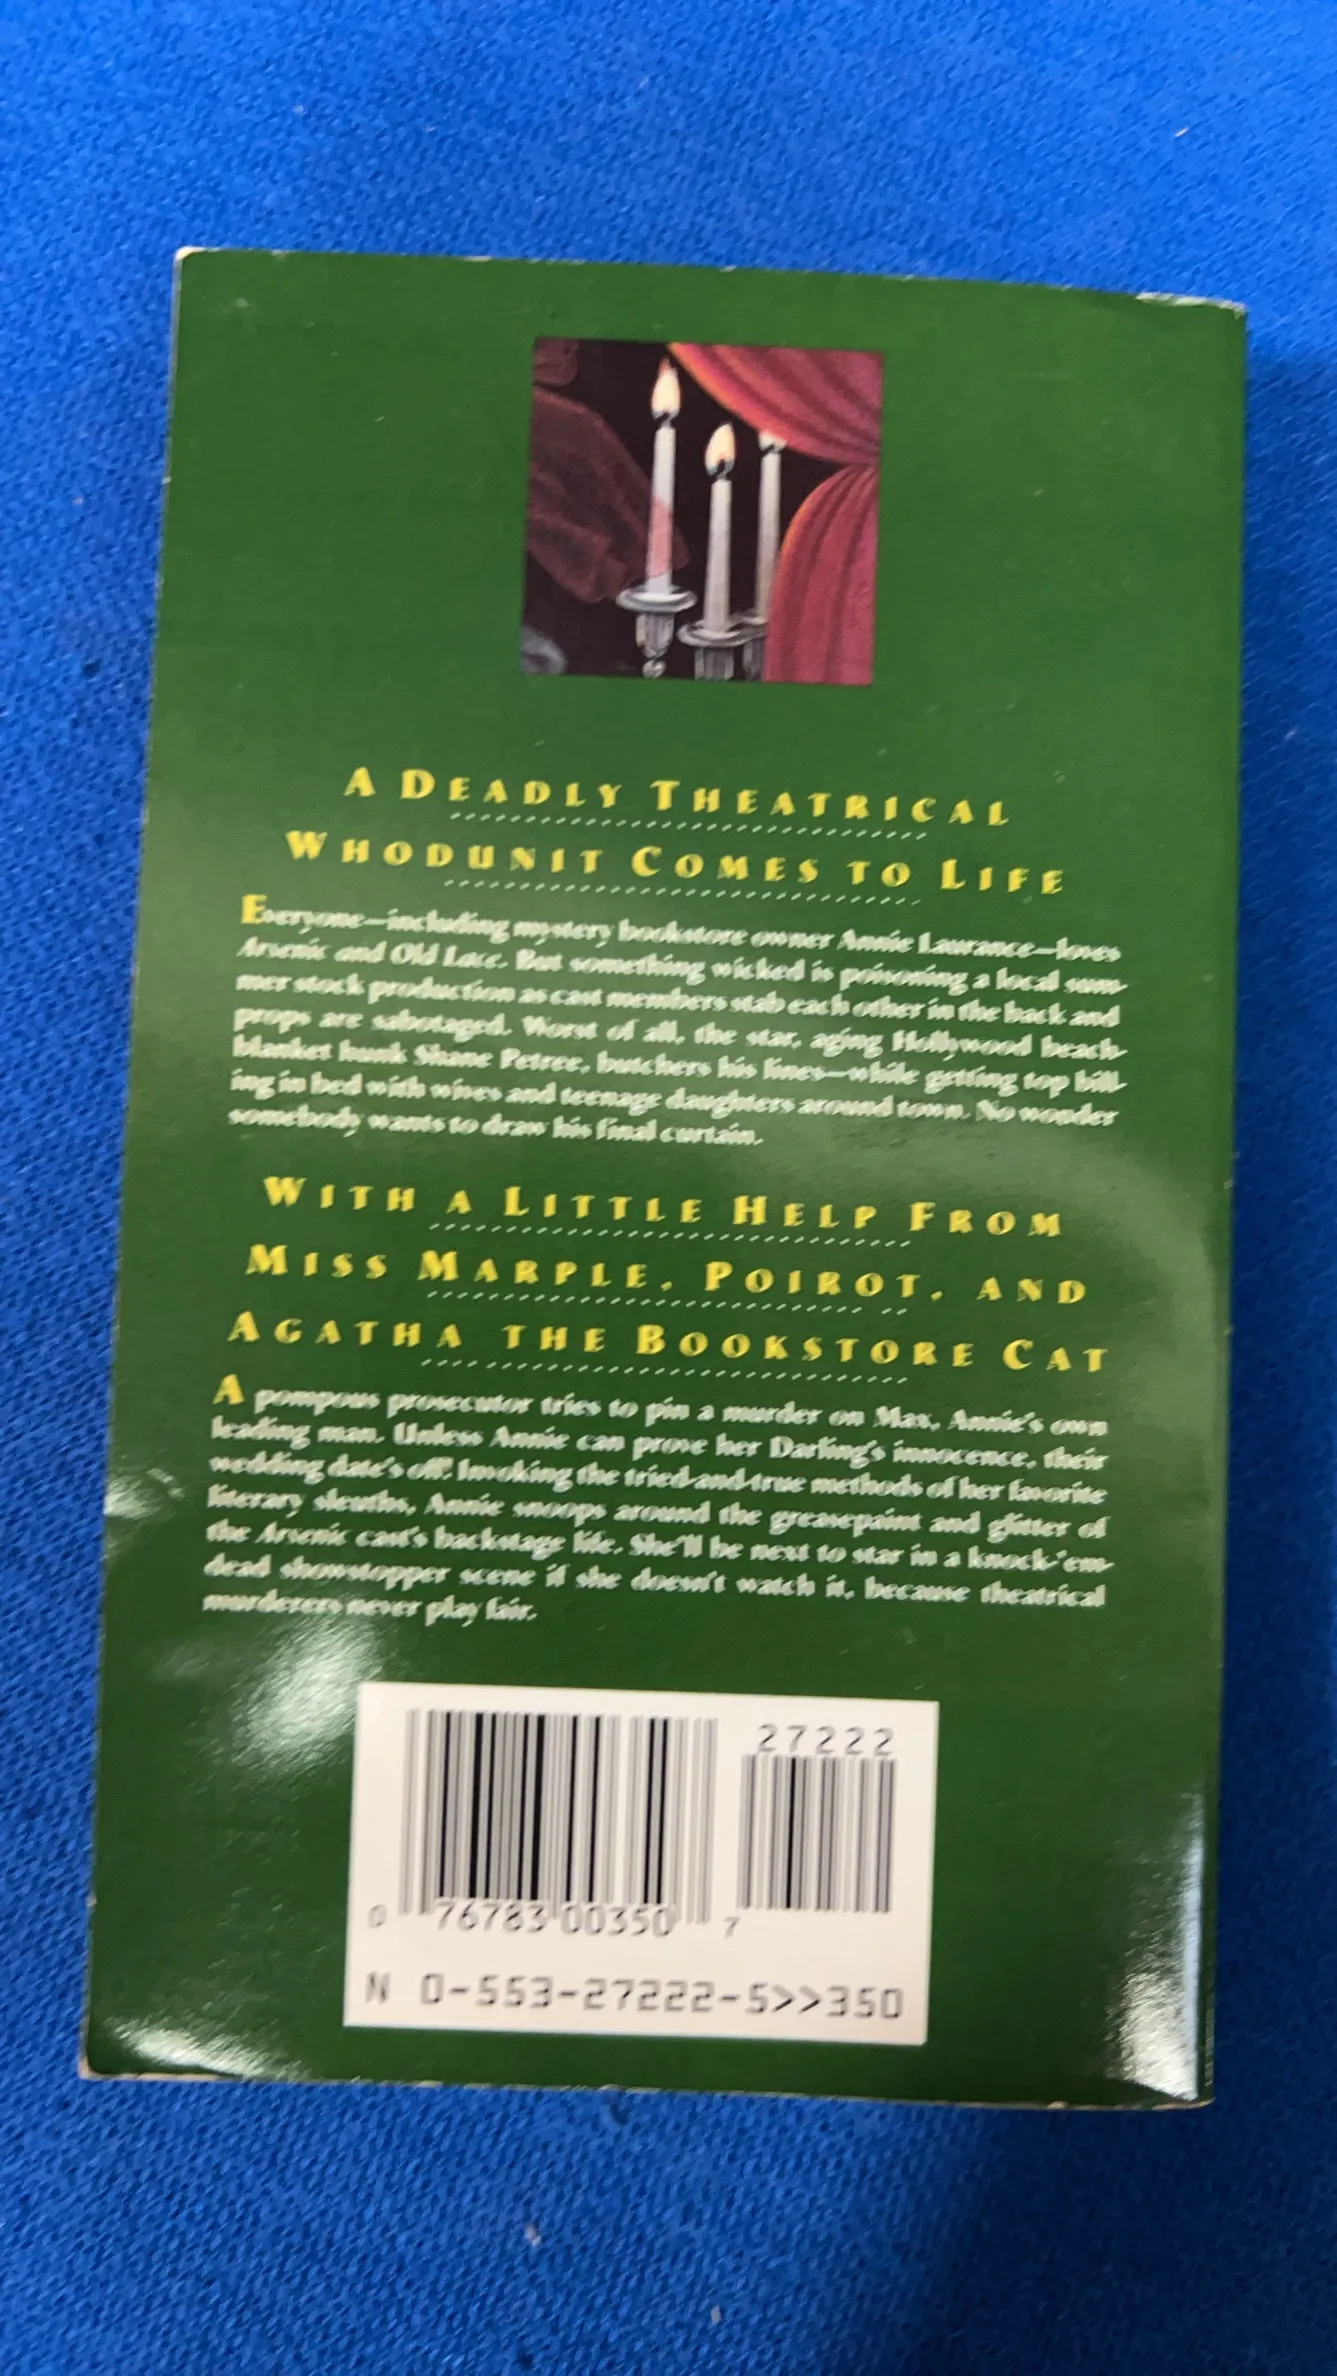 A DEADLY THEATRICAL
WHODUNIT COMES TO LIFE
Everyone—including mystery bookstore owner Annie Laurance—loves
Arsenic and Old Lace. But something wicked is poisoning a local sum-
mer stock production as cast members stab each other in the back and
props are sabotaged. Worst of all, the star, aging Hollywood beach-
blanket hunk Shane Petree, butchers his lines—while getting top bill-
ing in bed with wives and teenage daughters around town. No wonder
somebody wants to draw his final curtain.
WITH A LITTLE HELP FROM
MISS MARPLE, POIROT, AND
AGATHA THE BOOKSTORE CAT
A pompous prosecutor tries to pin a murder on Max, Annie's own
leading man. Unless Annie can prove her Darling's innocence, their
wedding date's off! Invoking the tried-and-true methods of her favorite
literary sleuths, Annie snoops around the greasepaint and glitter of
the Arsenic cast's backstage life. She'll be next to star in a knock-'em-
dead showstopper scene if she doesn't watch it, because theatrical
murderers never play fair.
27222
0 76783 00350 7
N 0-553-27222-5>>350